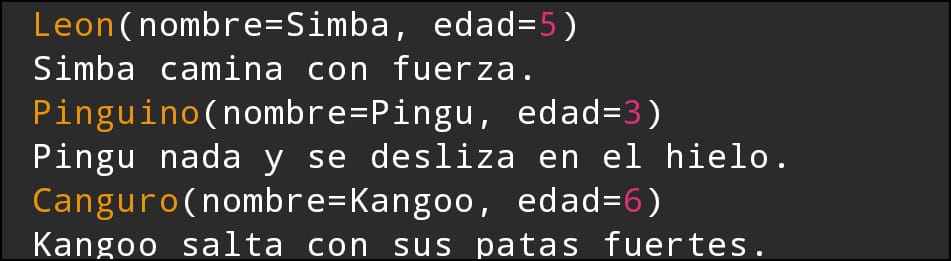 Leon(nombre=Simba, edad=5)
Simba camina con fuerza.
Pinguino(nombre=Pingu, edad=3)
Pingu nada y se desliza en el hielo.
Canguro(nombre=Kangoo, edad=6)
Kangoo salta con sus patas fuertes.